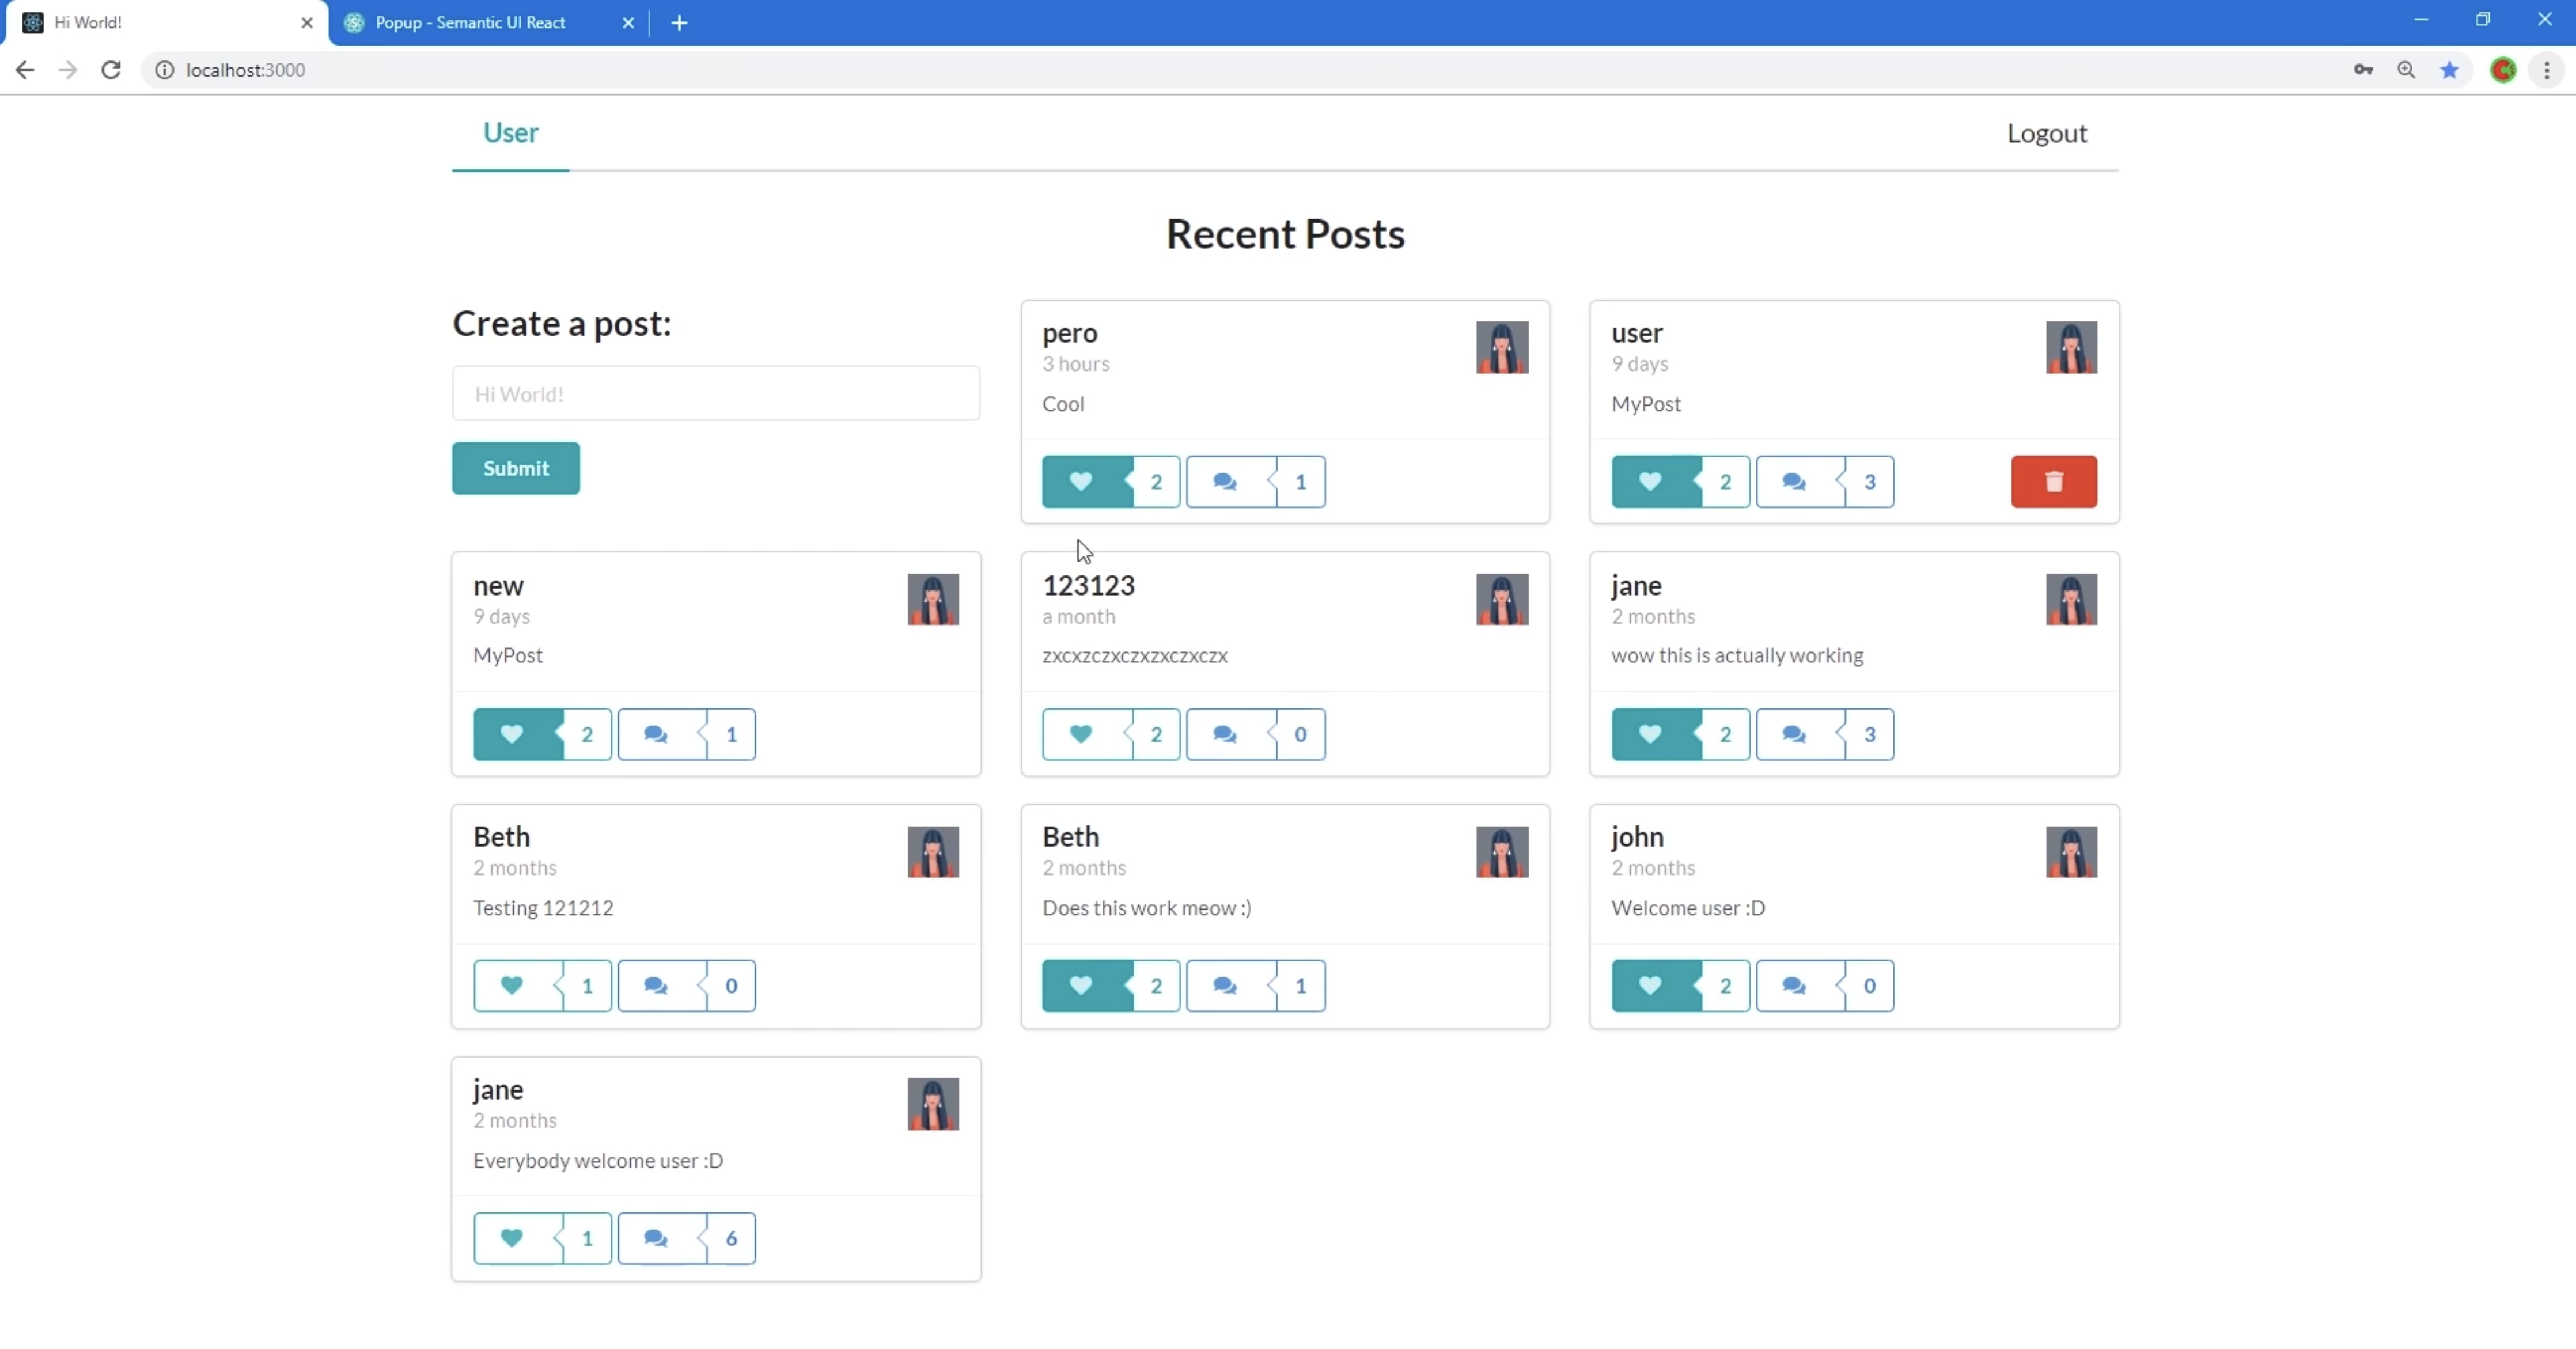 Hi World!
Popup - Semantic UI React
localhost:3000
User
Logout
Recent Posts
Create a post:
Hi World!
Submit
pero
3 hours
Cool
2
1
user
9 days
MyPost
2
3
new
9 days
MyPost
2
1
123123
a month
zxcxzczxczxzxczxczx
2
0
jane
2 months
wow this is actually working
2
3
Beth
2 months
Testing 121212
1
0
Beth
2 months
Does this work meow :)
2
1
john
2 months
Welcome user :D
2
0
jane
2 months
Everybody welcome user :D
1
6